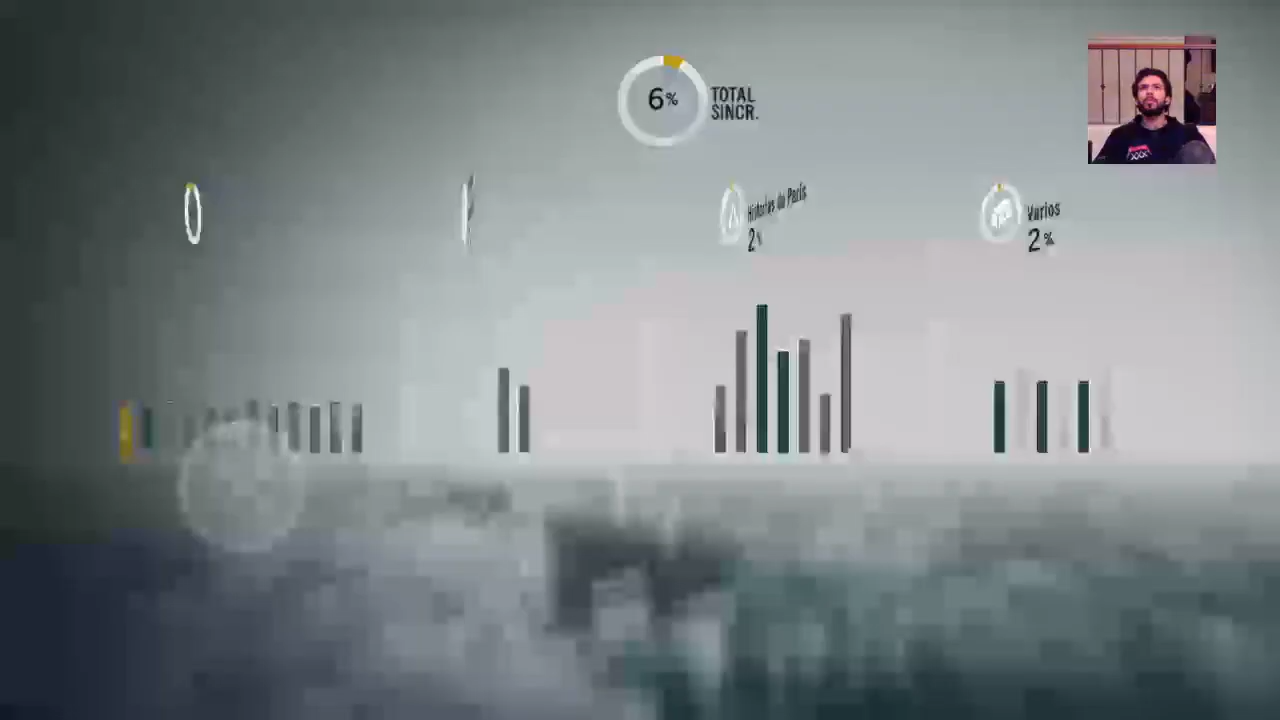 6%
TOTAL
SINCR.
Historias de París
2%
Varios
2%